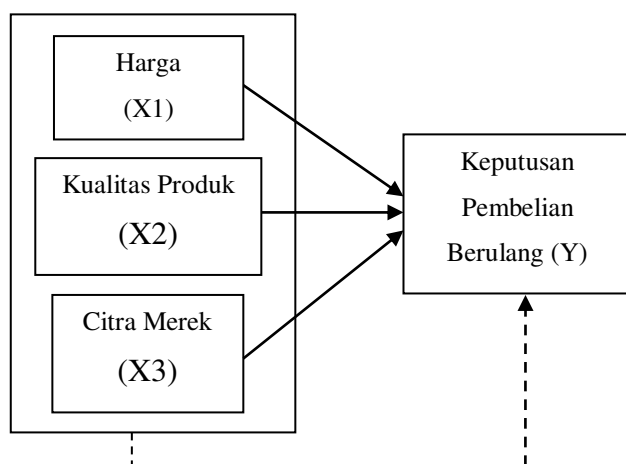 Harga
(X1)
Kualitas Produk
(X2)
Citra Merek
(X3)
Keputusan
Pembelian
Berulang (Y)